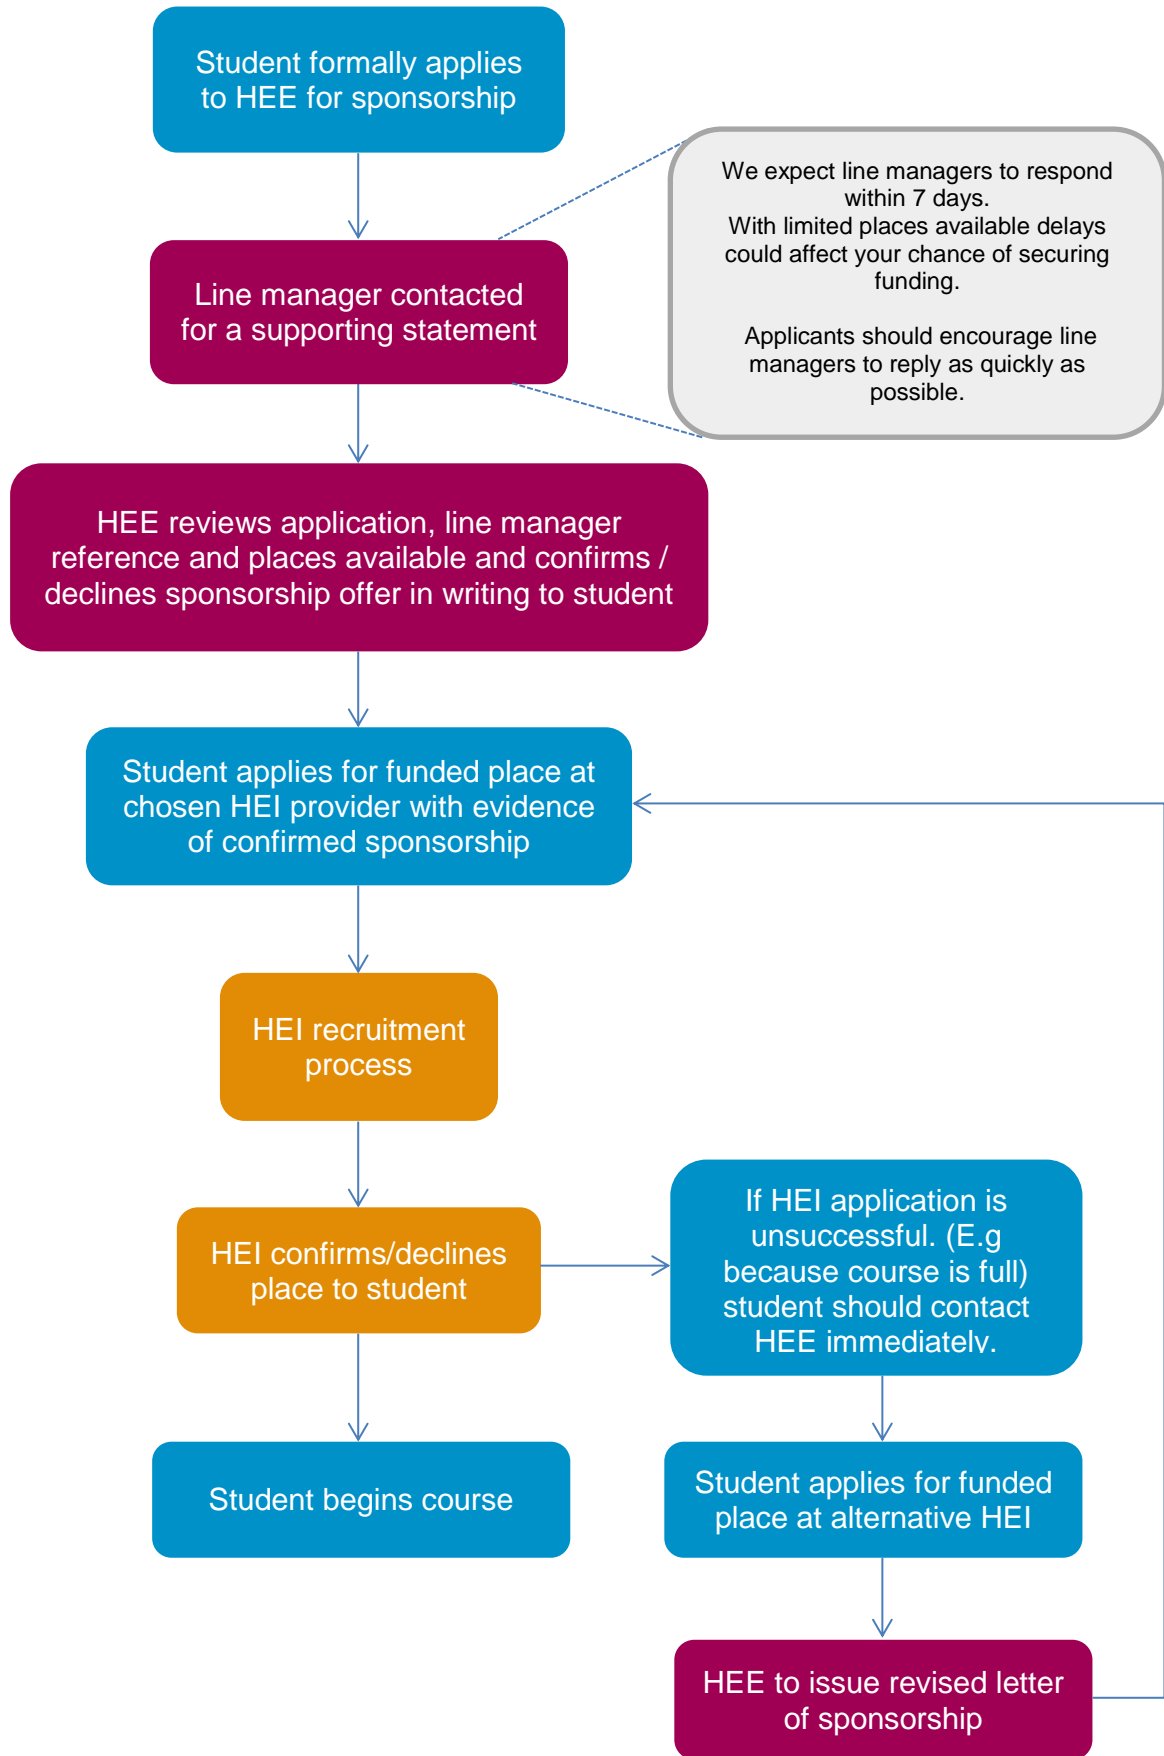 Student formally applies
to HEE for sponsorship
We expect line managers to respond
within 7 days.
With limited places available delays
could affect your chance of securing
funding.
Applicants should encourage line
managers to reply as quickly as
possible.
Line manager contacted
for a supporting statement
HEE reviews application, line manager
reference and places available and confirms /
declines sponsorship offer in writing to student
Student applies for funded place at
chosen HEI provider with evidence
of confirmed sponsorship
HEI recruitment
process
HEI confirms/declines
place to student
If HEI application is
unsuccessful. (E.g
because course is full)
student should contact
HEE immediately.
Student begins course
Student applies for funded
place at alternative HEI
HEE to issue revised letter
of sponsorship